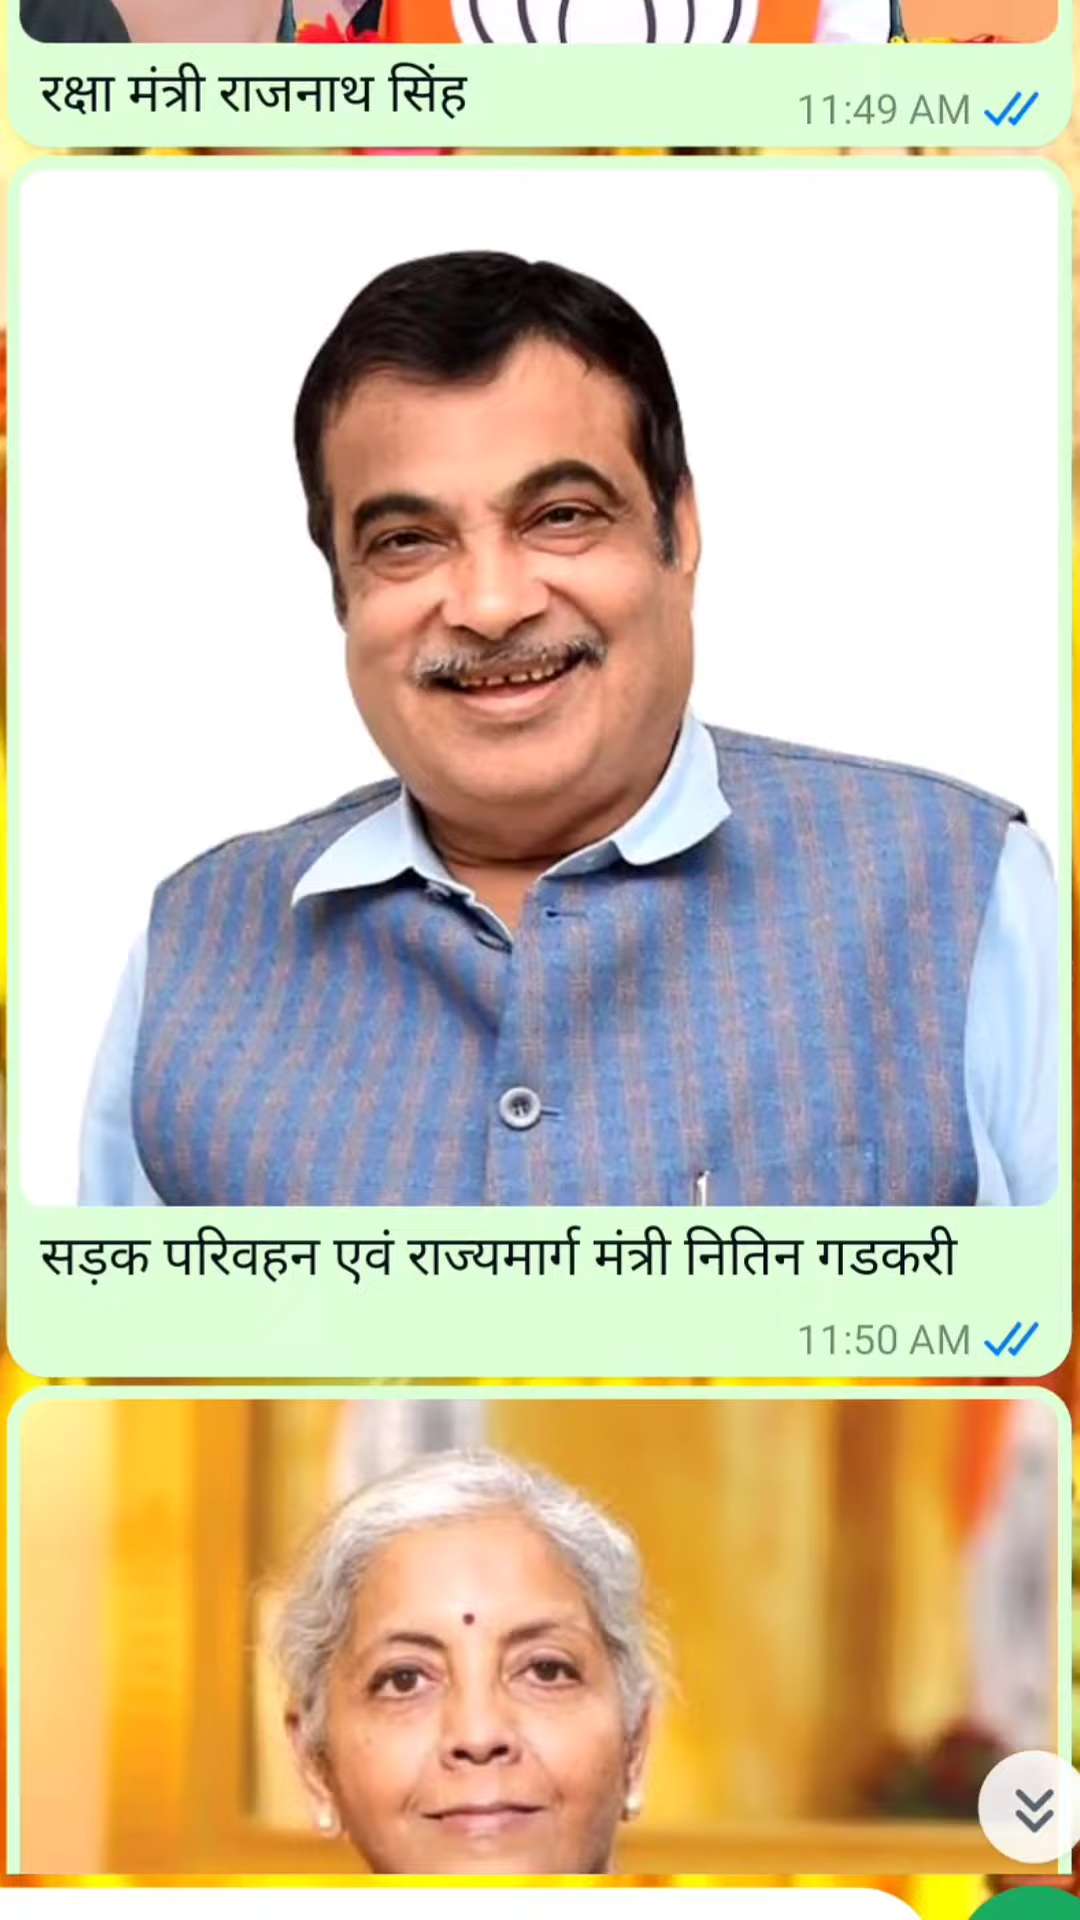 रक्षा मंत्री राजनाथ सिंह
11:49 AM
सड़क परिवहन एवं राज्यमार्ग मंत्री नितिन गडकरी
11:50 AM